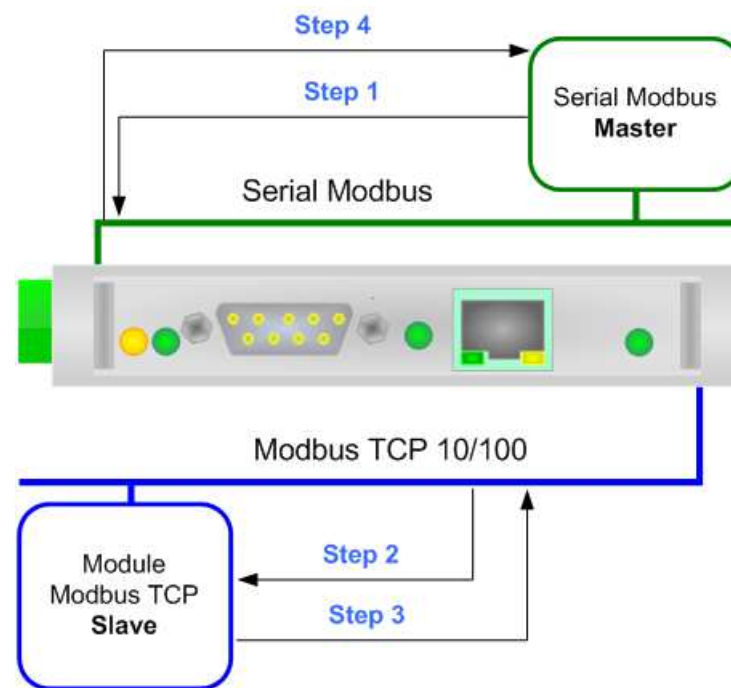 Step 4
Step 1
Serial Modbus
Master
Serial Modbus
Modbus TCP 10/100
Step 2
Module
Modbus TCP
Slave
Step 3